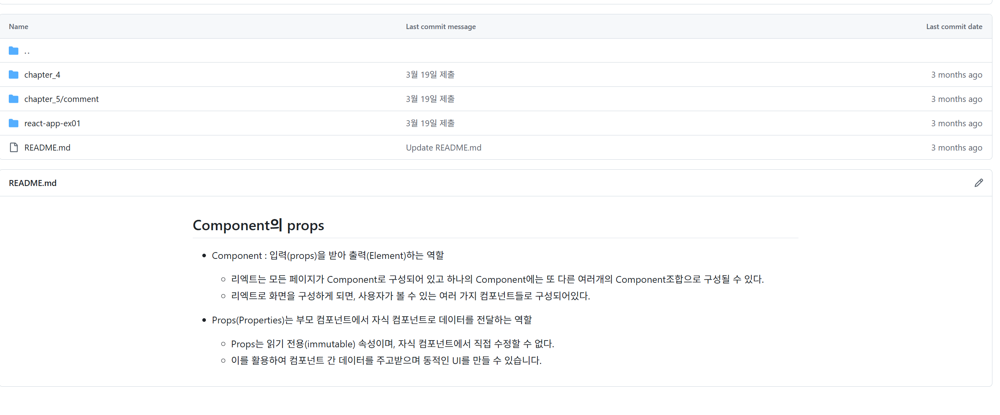 Name Last commit message Last commit date
..
chapter_4 3월 19일 제출 3 months ago
chapter_5/comment 3월 19일 제출 3 months ago
react-app-ex01 3월 19일 제출 3 months ago
README.md Update README.md 3 months ago
README.md
Component의 props
• Component : 입력(props)을 받아 출력(Element)하는 역할
◦ 리엑트는 모든 페이지가 Component로 구성되어 있고 하나의 Component에는 또 다른 여러개의 Component조합으로 구성될 수 있다.
◦ 리엑트로 화면을 구성하게 되면, 사용자가 볼 수 있는 여러 가지 컴포넌트들로 구성되어있다.
• Props(Properties)는 부모 컴포넌트에서 자식 컴포넌트로 데이터를 전달하는 역할
◦ Props는 읽기 전용(immutable) 속성이며, 자식 컴포넌트에서 직접 수정할 수 없다.
◦ 이를 활용하여 컴포넌트 간 데이터를 주고받으며 동적인 UI를 만들 수 있습니다.